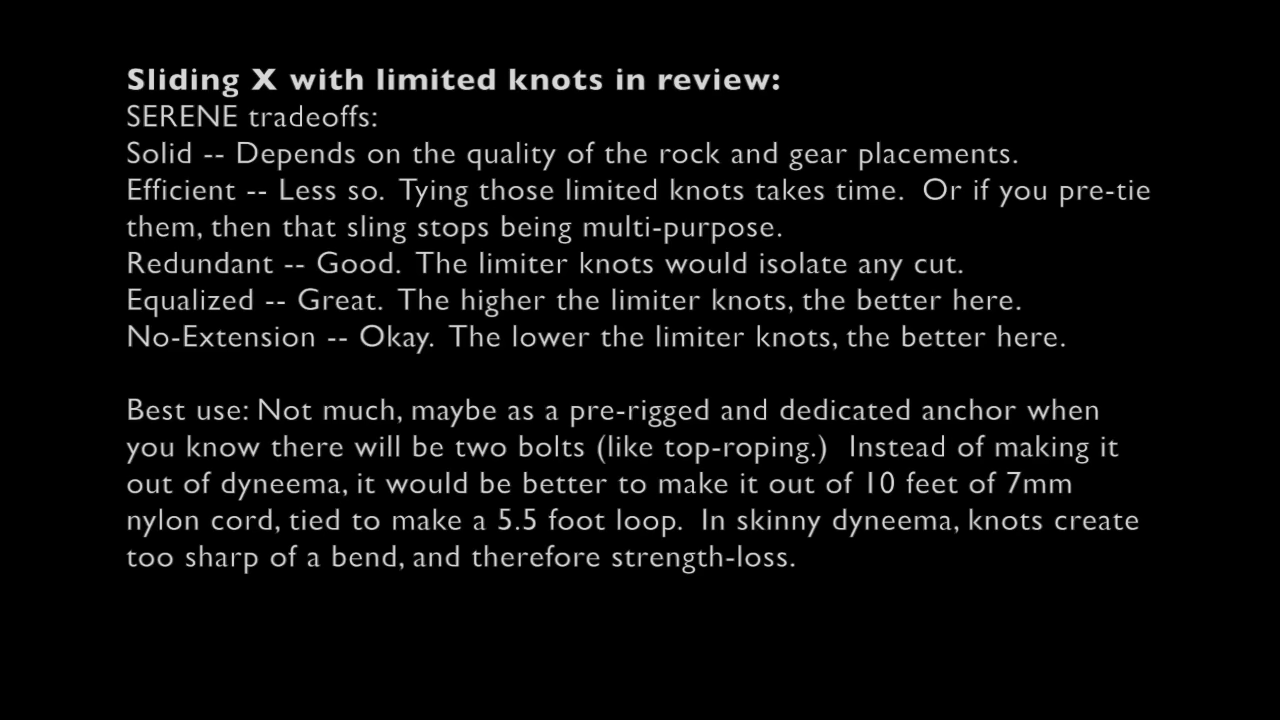 Sliding X with limited knots in review:
SERENE tradeoffs:
Solid -- Depends on the quality of the rock and gear placements.
Efficient -- Less so.  Tying those limited knots takes time.  Or if you pre-tie
them, then that sling stops being multi-purpose.
Redundant -- Good.  The limiter knots would isolate any cut.
Equalized -- Great.  The higher the limiter knots, the better here.
No-Extension -- Okay.  The lower the limiter knots, the better here.
Best use: Not much, maybe as a pre-rigged and dedicated anchor when
you know there will be two bolts (like top-roping.)  Instead of making it
out of dyneema, it would be better to make it out of 10 feet of 7mm
nylon cord, tied to make a 5.5 foot loop.  In skinny dyneema, knots create
too sharp of a bend, and therefore strength-loss.